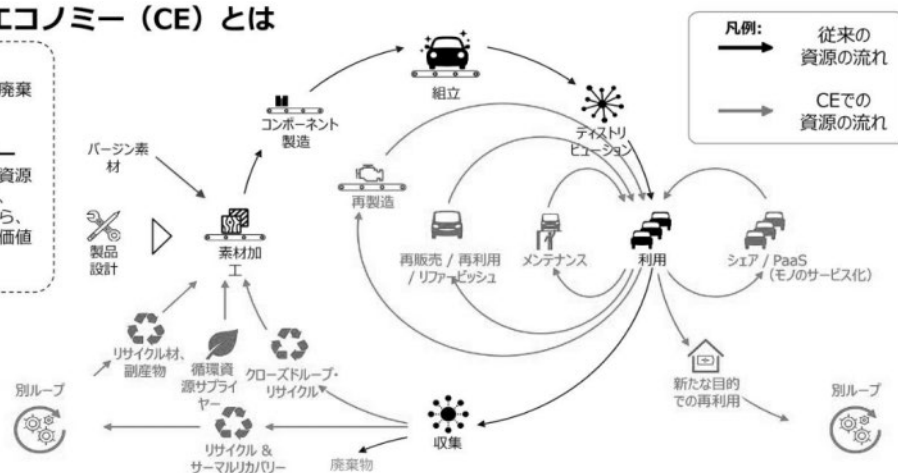 エコノミー（CE）とは
廃棄
資源
ら、
価値
凡例:
従来の
資源の流れ
CEでの
資源の流れ
組立
コンポーネント
製造
ディストリ
ビューション
バージン素
材
再製造
製品
設計
素材加
工
再販売 / 再利用
/ リファービッシュ
メンテナンス
利用
シェア / PaaS
（モノのサービス化）
リサイクル材、
副産物
循環資
源サプライ
ヤー
クローズドループ・
リサイクル
新たな目的
での再利用
別ループ
別ループ
収集
リサイクル &
サーマルリカバリー
廃棄物